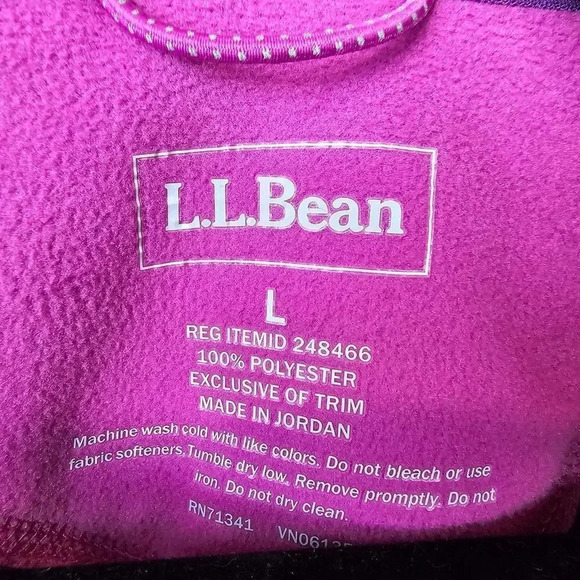 L.L.Bean
L
REG ITEMID 248466
100% POLYESTER
EXCLUSIVE OF TRIM
MADE IN JORDAN
Machine wash cold with like colors. Do not bleach or use
fabric softeners. Tumble dry low. Remove promptly. Do not
iron. Do not dry clean.
RN71341